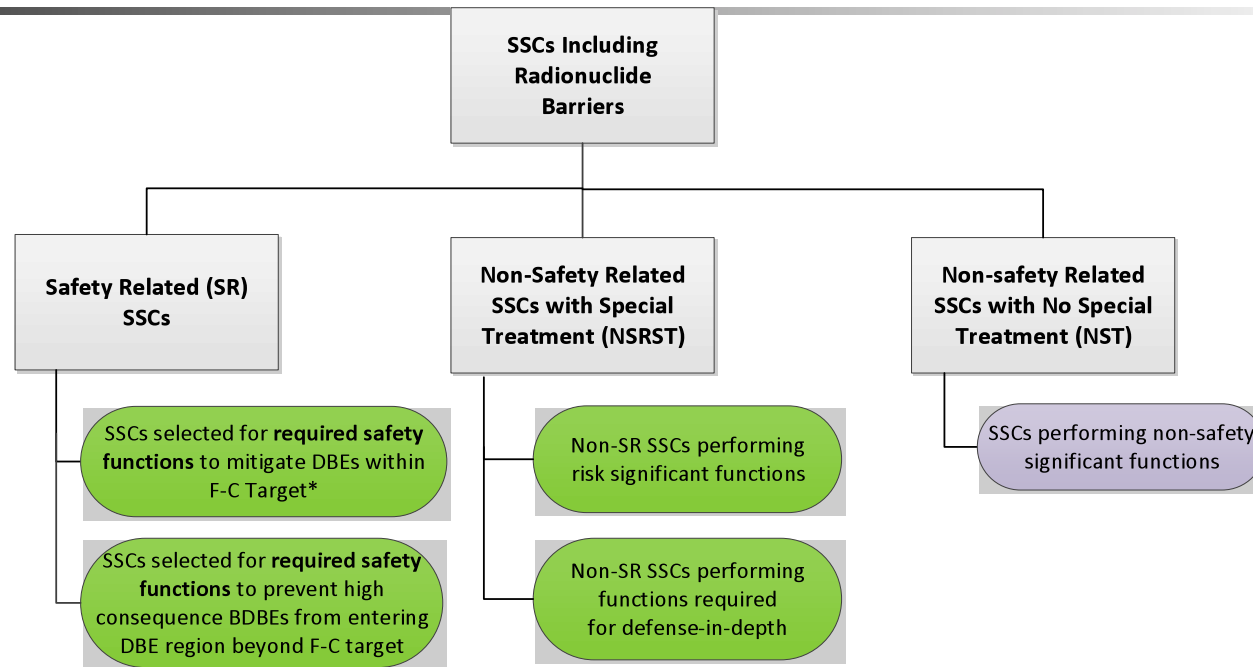 SSCs Including
Radionuclide
Barriers
Safety Related (SR)
SSCs
Non-Safety Related
SSCs with Special
Treatment (NSRST)
Non-safety Related
SSCs with No Special
Treatment (NST)
SSCs selected for required safety
functions to mitigate DBEs within
F-C Target*
SSCs selected for required safety
functions to prevent high
consequence BDBEs from entering
DBE region beyond F-C target
Non-SR SSCs performing
risk significant functions
Non-SR SSCs performing
functions required
for defense-in-depth
SSCs performing non-safety
significant functions